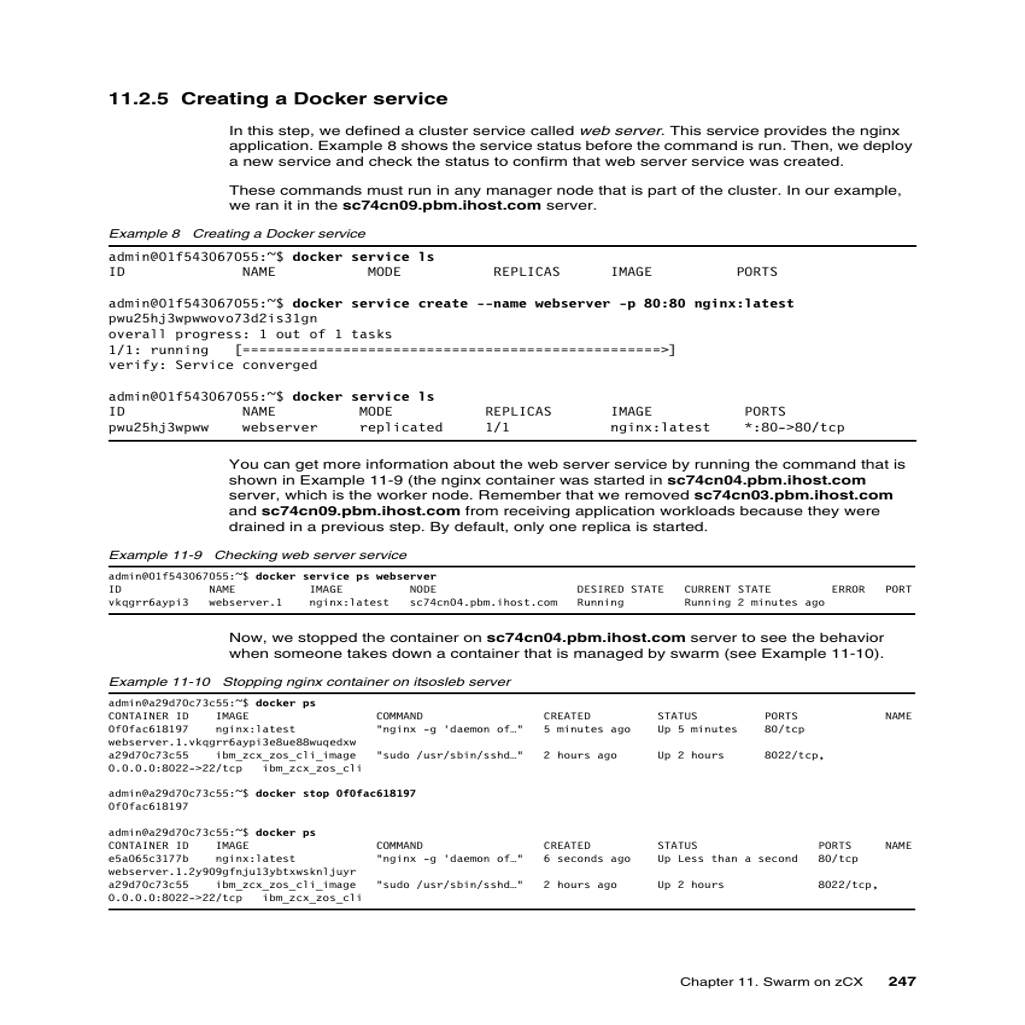 11.2.5 Creating a Docker service
In this step, we defined a cluster service called web server. This service provides the nginx
application. Example 8 shows the service status before the command is run. Then, we deploy
a new service and check the status to confirm that web server service was created.
These commands must run in any manager node that is part of the cluster. In our example,
we ran it in the sc74cn09.pbm.ihost.com server.
Example 8 Creating a Docker service
admin@01f543067055:~$ docker service ls
ID NAME MODE REPLICAS IMAGE PORTS
admin@01f543067055:~$ docker service create --name webserver -p 80:80 nginx:latest
pwu25hj3wpwwovo73d2is31gn
overall progress: 1 out of 1 tasks
1/1: running [==================================================>]
verify: Service converged
admin@01f543067055:~$ docker service ls
ID NAME MODE REPLICAS IMAGE PORTS
pwu25hj3wpww webserver replicated 1/1 nginx:latest *:80->80/tcp
You can get more information about the web server service by running the command that is
shown in Example 11-9 (the nginx container was started in sc74cn04.pbm.ihost.com
server, which is the worker node. Remember that we removed sc74cn03.pbm.ihost.com
and sc74cn09.pbm.ihost.com from receiving application workloads because they were
drained in a previous step. By default, only one replica is started.
Example 11-9 Checking web server service
admin@01f543067055:~$ docker service ps webserver
ID NAME IMAGE NODE DESIRED STATE CURRENT STATE ERROR PORT
vkqgrr6aypi3 webserver.1 nginx:latest sc74cn04.pbm.ihost.com Running Running 2 minutes ago
Now, we stopped the container on sc74cn04.pbm.ihost.com server to see the behavior
when someone takes down a container that is managed by swarm (see Example 11-10).
Example 11-10 Stopping nginx container on itsosleb server
admin@a29d70c73c55:~$ docker ps
CONTAINER ID IMAGE COMMAND CREATED STATUS PORTS NAME
0f0fac618197 nginx:latest "nginx -g 'daemon of…" 5 minutes ago Up 5 minutes 80/tcp
webserver.1.vkqgrr6aypi3e8ue88wuqedxw
a29d70c73c55 ibm_zcx_zos_cli_image "sudo /usr/sbin/sshd…" 2 hours ago Up 2 hours 8022/tcp,
0.0.0.0:8022->22/tcp ibm_zcx_zos_cli
admin@a29d70c73c55:~$ docker stop 0f0fac618197
0f0fac618197
admin@a29d70c73c55:~$ docker ps
CONTAINER ID IMAGE COMMAND CREATED STATUS PORTS NAME
e5a065c3177b nginx:latest "nginx -g 'daemon of…" 6 seconds ago Up Less than a second 80/tcp
webserver.1.2y909gfnju13ybtxwsknljuyr
a29d70c73c55 ibm_zcx_zos_cli_image "sudo /usr/sbin/sshd…" 2 hours ago Up 2 hours 8022/tcp,
0.0.0.0:8022->22/tcp ibm_zcx_zos_cli
Chapter 11. Swarm on zCX 247